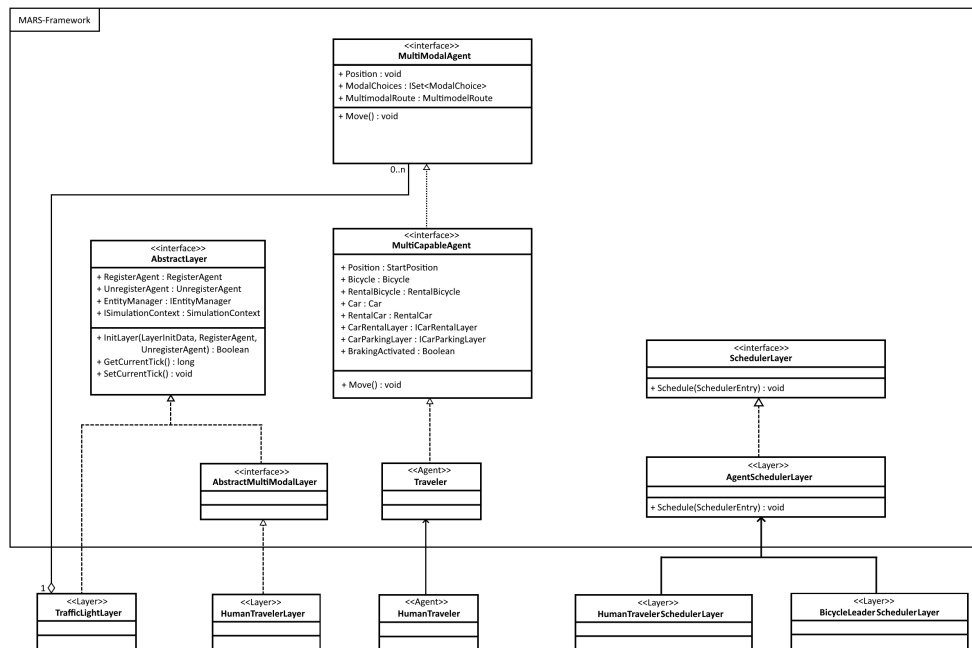 MARS-Framework
<<interface>>
MultiModalAgent
+ Position : void
+ ModalChoices : ISet<ModalChoice>
+ MultimodalRoute : MultimodelRoute
+ Move() : void
0..n
<<interface>>
AbstractLayer
+ RegisterAgent : RegisterAgent
+ UnregisterAgent : UnregisterAgent
+ EntityManager : IEntityManager
+ ISimulationContext : SimulationContext
+ InitLayer(LayerInitData, RegisterAgent,
UnregisterAgent) : Boolean
+ GetCurrentTick() : long
+ SetCurrentTick() : void
<<interface>>
MultiCapableAgent
+ Position : StartPosition
+ Bicycle : Bicycle
+ RentalBicycle : RentalBicycle
+ Car : Car
+ RentalCar : RentalCar
+ CarRentalLayer : ICarRentalLayer
+ CarParkingLayer : ICarParkingLayer
+ BrakingActivated : Boolean
+ Move() : void
<<interface>>
SchedulerLayer
+ Schedule(SchedulerEntry) : void
<<interface>>
AbstractMultiModalLayer
<<Agent>>
Traveler
<<Layer>>
AgentSchedulerLayer
+ Schedule(SchedulerEntry) : void
1
<<Layer>>
TrafficLightLayer
<<Layer>>
HumanTravelerLayer
<<Agent>>
HumanTraveler
<<Layer>>
HumanTravelerSchedulerLayer
<<Layer>>
BicycleLeaderSchedulerLayer